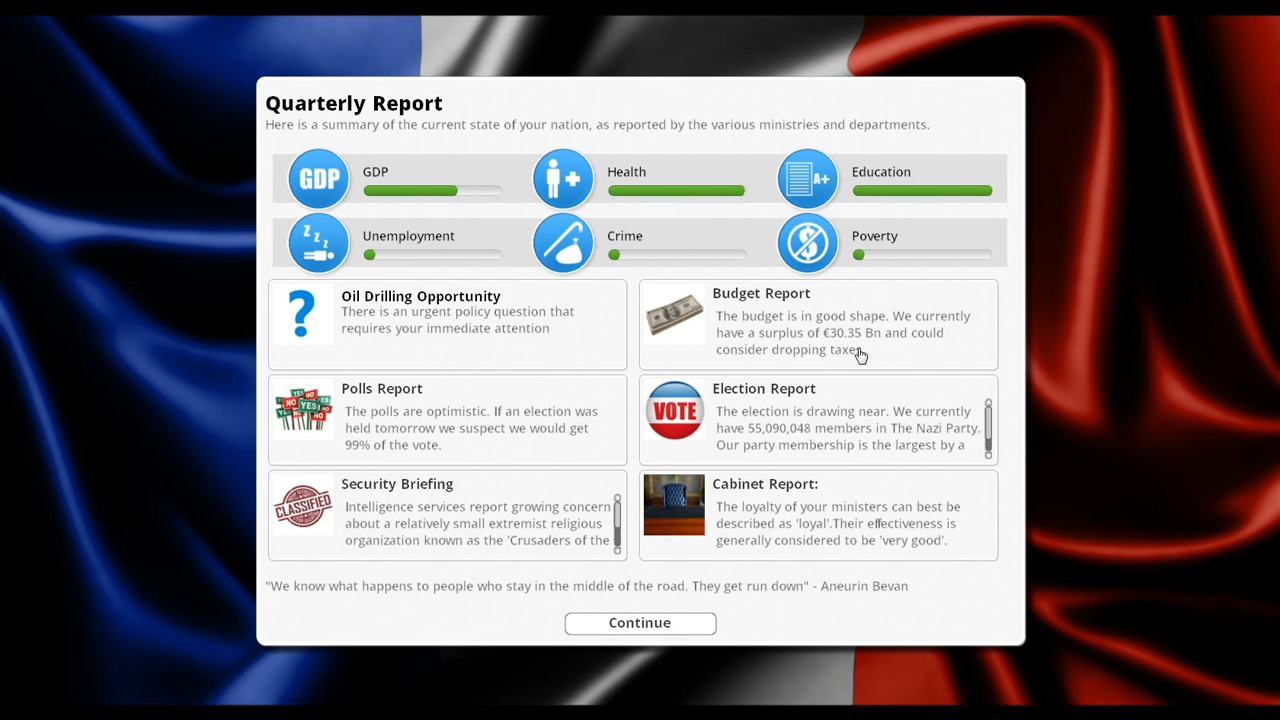 Quarterly Report
Here is a summary of the current state of your nation, as reported by the various ministries and departments.
GDP
GDP
Health
A+
Education
Z Z Z
Unemployment
Crime
Poverty
?
Oil Drilling Opportunity
There is an urgent policy question that
requires your immediate attention
Budget Report
The budget is in good shape. We currently
have a surplus of €30.35 Bn and could
consider dropping taxes
YES NO
NO YES NO
Polls Report
The polls are optimistic. If an election was
held tomorrow we suspect we would get
99% of the vote.
VOTE
Election Report
The election is drawing near. We currently
have 55,090,048 members in The Nazi Party.
Our party membership is the largest by a
CLASSIFIED
Security Briefing
Intelligence services report growing concern
about a relatively small extremist religious
organization known as the 'Crusaders of the
Cabinet Report:
The loyalty of your ministers can best be
described as 'loyal'.Their effectiveness is
generally considered to be 'very good'.
"We know what happens to people who stay in the middle of the road. They get run down" - Aneurin Bevan
Continue